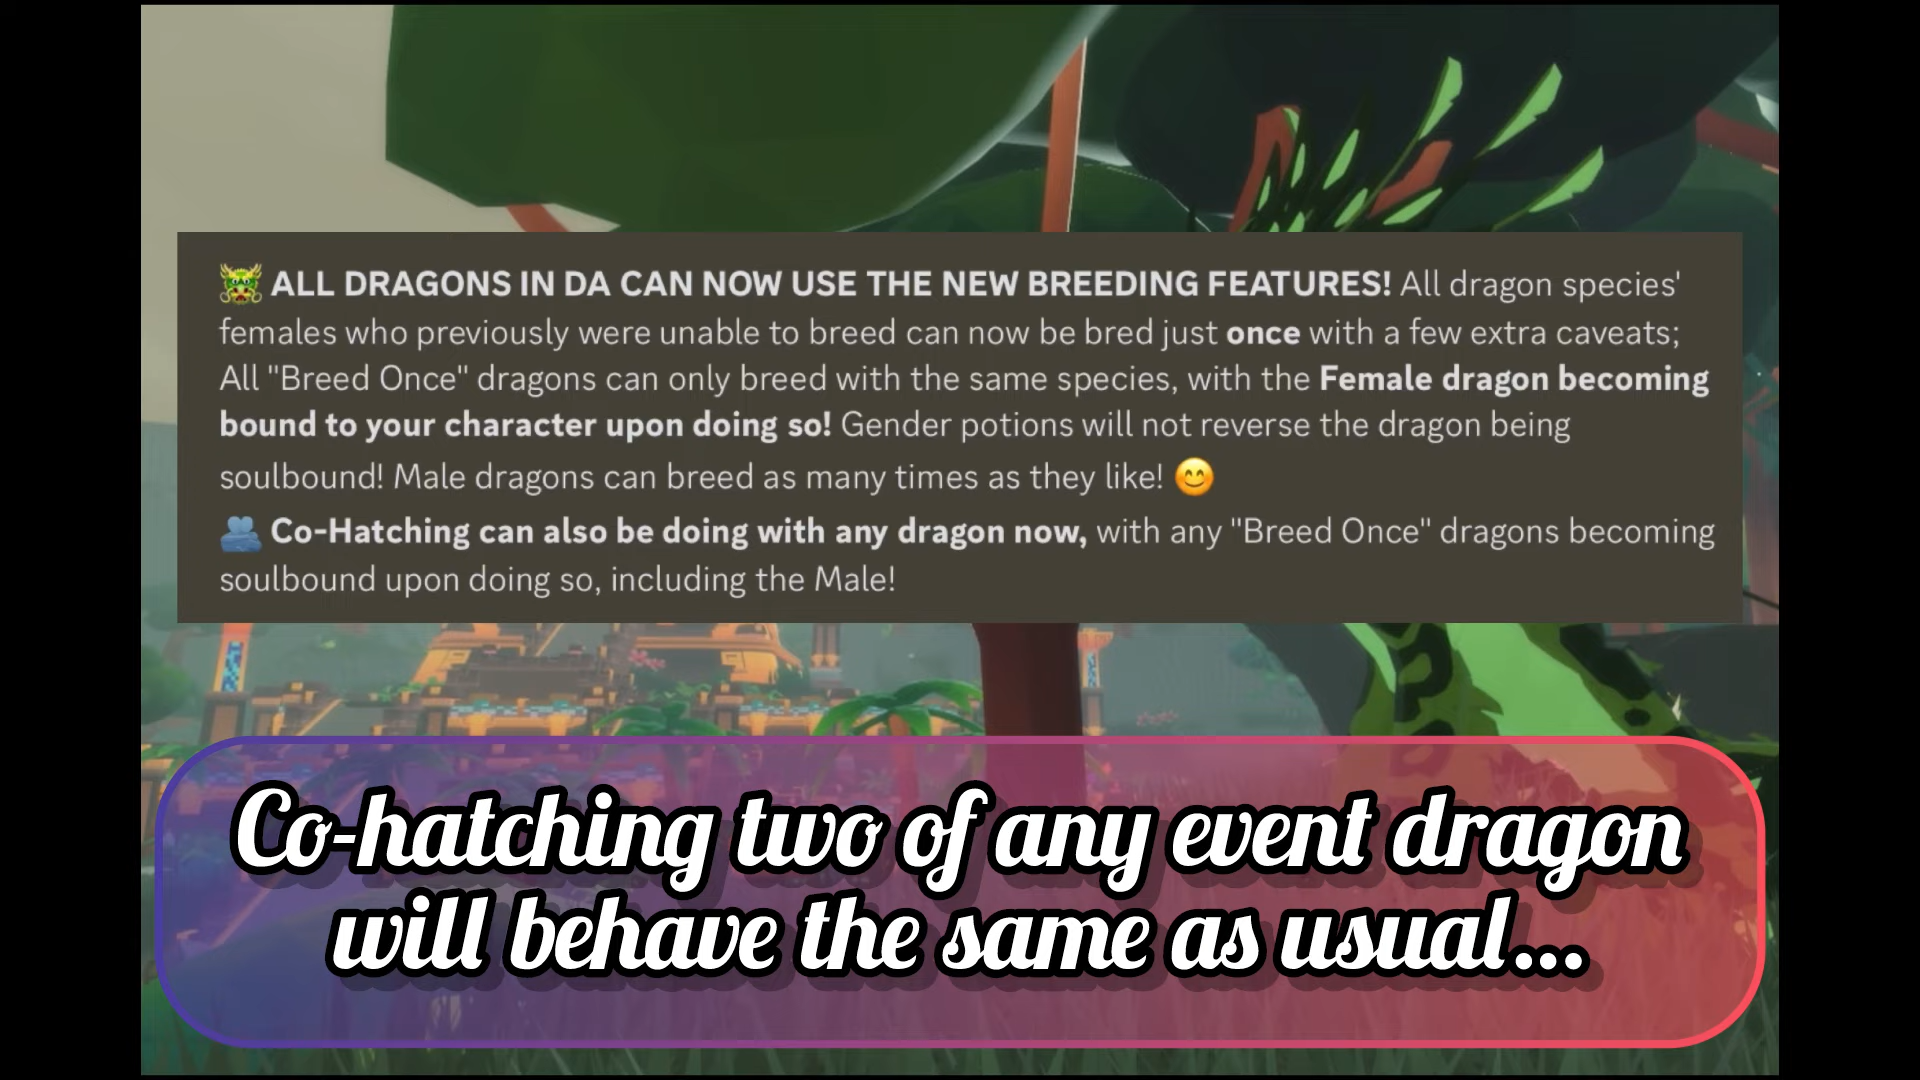 🐲 ALL DRAGONS IN DA CAN NOW USE THE NEW BREEDING FEATURES! All dragon species'
females who previously were unable to breed can now be bred just once with a few extra caveats;
All "Breed Once" dragons can only breed with the same species, with the Female dragon becoming
bound to your character upon doing so! Gender potions will not reverse the dragon being
soulbound! Male dragons can breed as many times as they like! 😊
🫂 Co-Hatching can also be doing with any dragon now, with any "Breed Once" dragons becoming
soulbound upon doing so, including the Male!
Co-hatching two of any event dragon
will behave the same as usual...